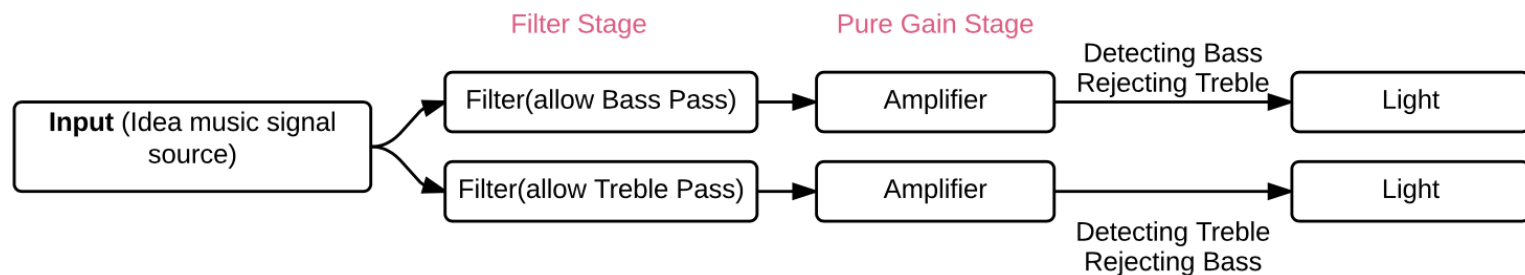 Filter Stage
Pure Gain Stage
Detecting Bass
Rejecting Treble
Input (Idea music signal
source)
Filter(allow Bass Pass)
Amplifier
Light
Filter(allow Treble Pass)
Amplifier
Light
Detecting Treble
Rejecting Bass